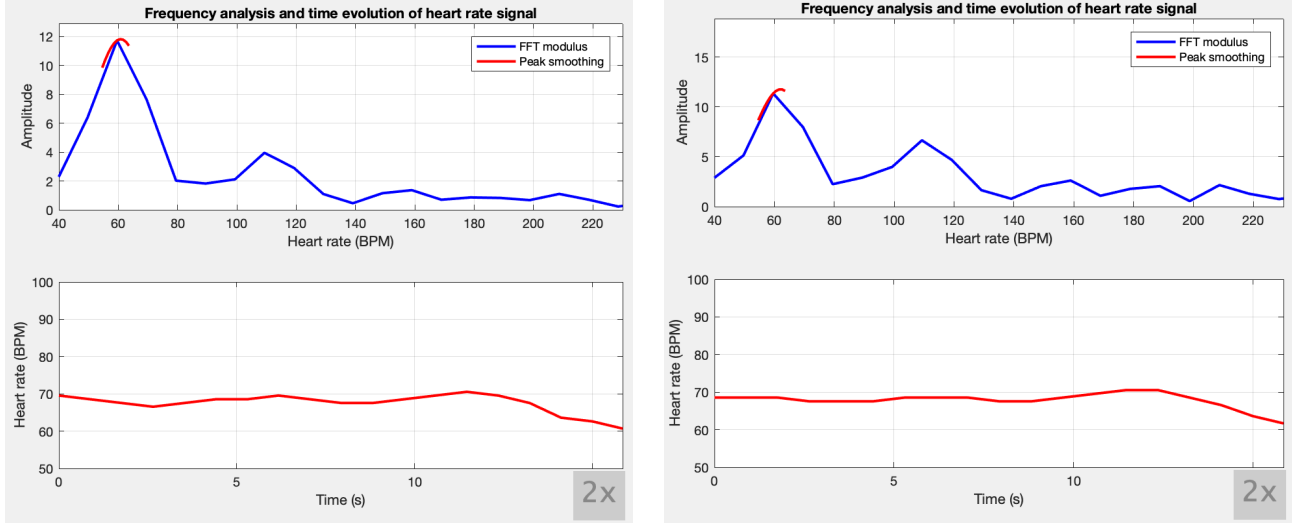 Frequency analysis and time evolution of heart rate signal
12
10
8
6
4
2
0
Amplitude
FFT modulus
Peak smoothing
40 60 80 100 120 140 160 180 200 220
Heart rate (BPM)
100
90
80
70
60
50
Heart rate (BPM)
0 5 10
Time (s)
2x
Frequency analysis and time evolution of heart rate signal
15
10
5
0
Amplitude
FFT modulus
Peak smoothing
40 60 80 100 120 140 160 180 200 220
Heart rate (BPM)
100
90
80
70
60
50
Heart rate (BPM)
0 5 10
Time (s)
2x